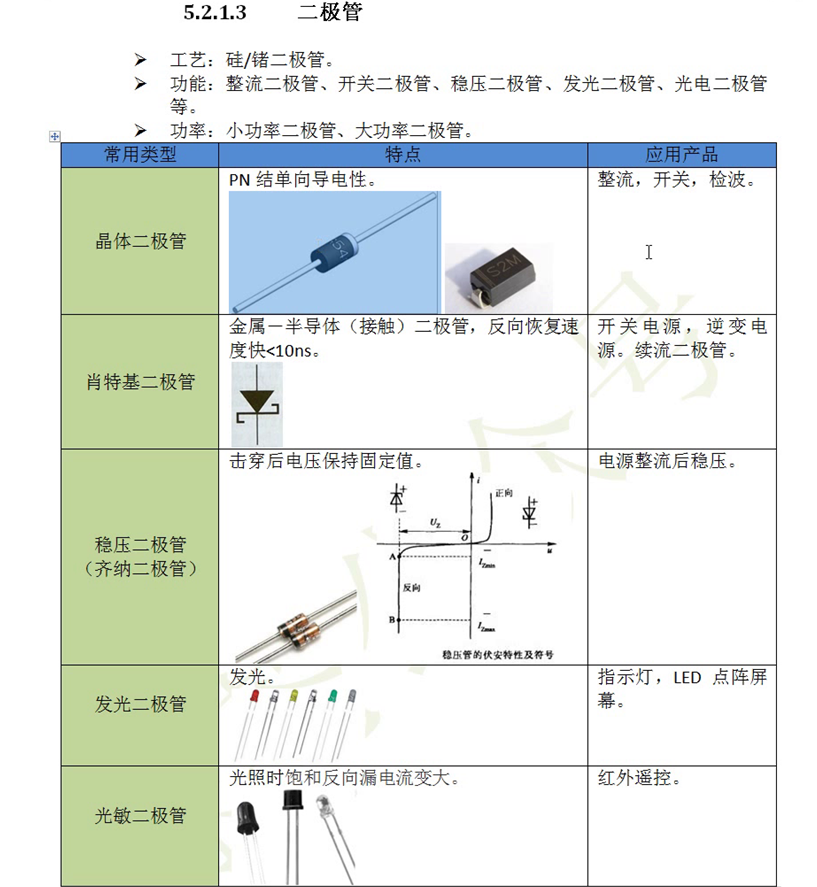 5.2.1.3 二极管
工艺：硅/锗二极管。
功能：整流二极管、开关二极管、稳压二极管、发光二极管、光电二极管
等。
功率：小功率二极管、大功率二极管。
常用类型 特点 应用产品
晶体二极管
PN 结单向导电性。
54
S2M
整流，开关，检波。
肖特基二极管
金属－半导体（接触）二极管，反向恢复速
度快<10ns。
开关电源，逆变电
源。续流二极管。
稳压二极管
（齐纳二极管）
击穿后电压保持固定值。
i
正向
+
+
−
−
UZ
O
u
A
IZmin
反向
B
IZmax
稳压管的伏安特性及符号
电源整流后稳压。
发光二极管
发光。
指示灯，LED 点阵屏
幕。
光敏二极管
光照时饱和反向漏电流变大。
红外遥控。